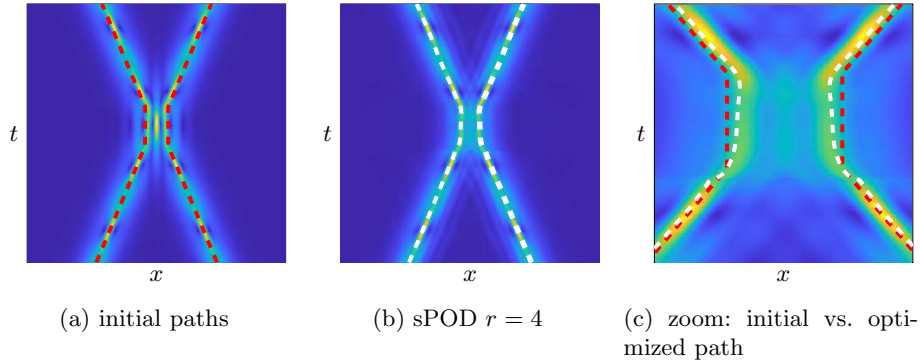 t
x
(a) initial paths
t
x
(b) sPOD r = 4
t
x
(c) zoom: initial vs. opti-
mized path